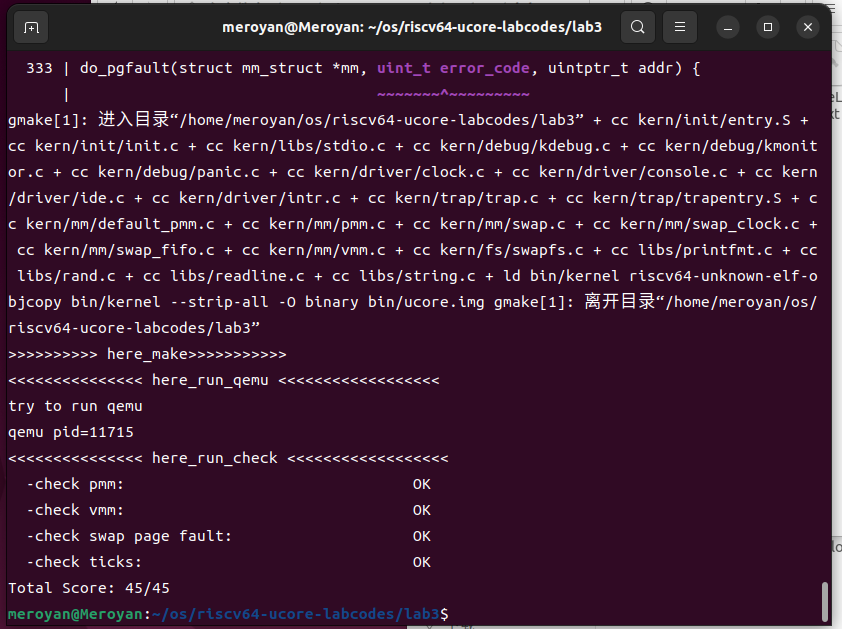 meroyan@Meroyan: ~/os/riscv64-ucore-labcodes/lab3
333 | do_pgfault(struct mm_struct *mm, uint_t error_code, uintptr_t addr) {
| ~~~~~~~^~~~~~~~~~
gmake[1]: 进入目录“/home/meroyan/os/riscv64-ucore-labcodes/lab3” + cc kern/init/entry.S +
cc kern/init/init.c + cc kern/libs/stdio.c + cc kern/debug/kdebug.c + cc kern/debug/kmonit
or.c + cc kern/debug/panic.c + cc kern/driver/clock.c + cc kern/driver/console.c + cc kern
/driver/ide.c + cc kern/driver/intr.c + cc kern/trap/trap.c + cc kern/trap/trapentry.S + c
c kern/mm/default_pmm.c + cc kern/mm/pmm.c + cc kern/mm/swap.c + cc kern/mm/swap_clock.c +
cc kern/mm/swap_fifo.c + cc kern/mm/vmm.c + cc kern/fs/swapfs.c + cc libs/printfmt.c + cc
libs/rand.c + cc libs/readline.c + cc libs/string.c + ld bin/kernel riscv64-unknown-elf-o
bjcopy bin/kernel --strip-all -O binary bin/ucore.img gmake[1]: 离开目录“/home/meroyan/os/
riscv64-ucore-labcodes/lab3”
>>>>>>>>>> here_make>>>>>>>>>>>
<<<<<<<<<<<<<<< here_run_qemu <<<<<<<<<<<<<<<<<<
try to run qemu
qemu pid=11715
<<<<<<<<<<<<<<< here_run_check <<<<<<<<<<<<<<<<<<
-check pmm: OK
-check vmm: OK
-check swap page fault: OK
-check ticks: OK
Total Score: 45/45
meroyan@Meroyan:~/os/riscv64-ucore-labcodes/lab3$